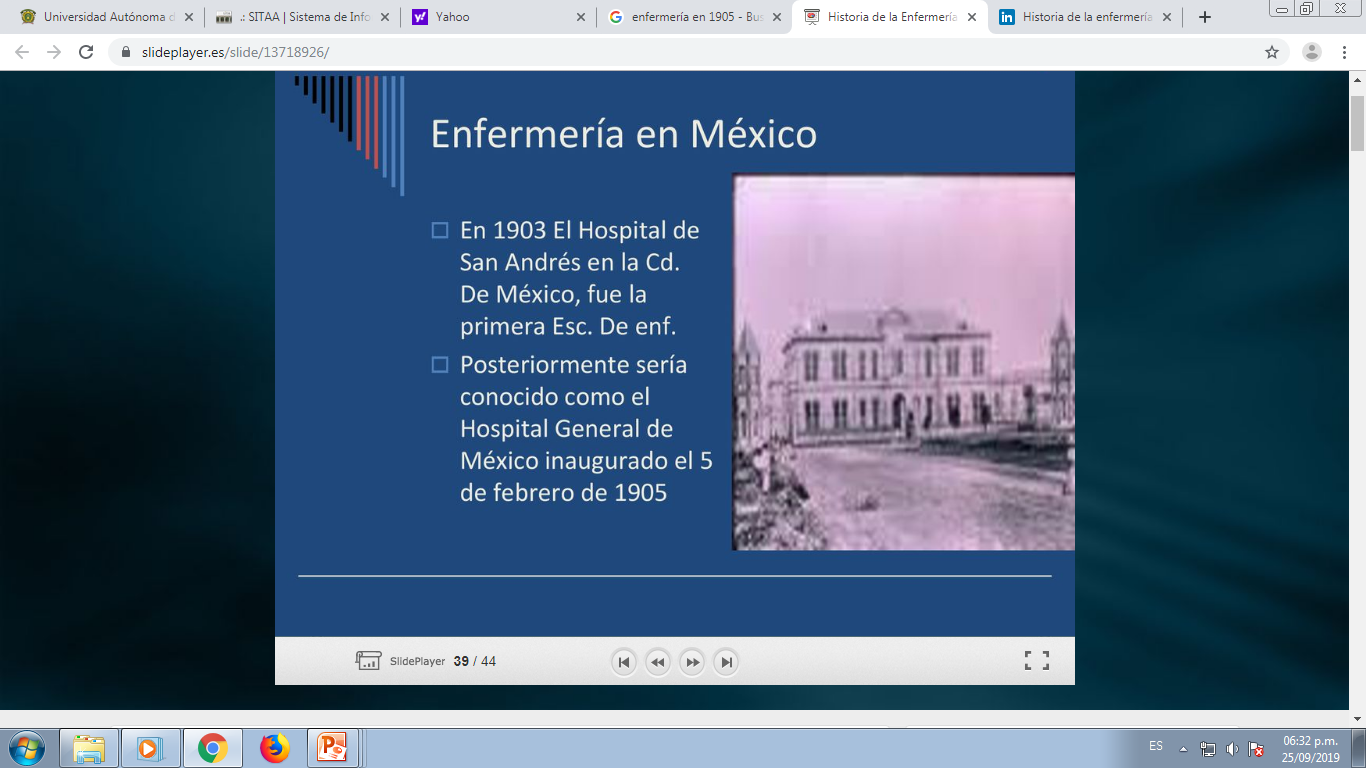 Universidad Autónoma d
.: SITAA | Sistema de Info
Yahoo
enfermería en 1905 - Bus
Historia de la Enfermería
Historia de la enfermería
slideplayer.es/slide/13718926/
Enfermería en México
En 1903 El Hospital de
San Andrés en la Cd.
De México, fue la
primera Esc. De enf.
Posteriormente sería
conocido como el
Hospital General de
México inaugurado el 5
de febrero de 1905
SlidePlayer 39 / 44
ES
06:32 p.m.
25/09/2019